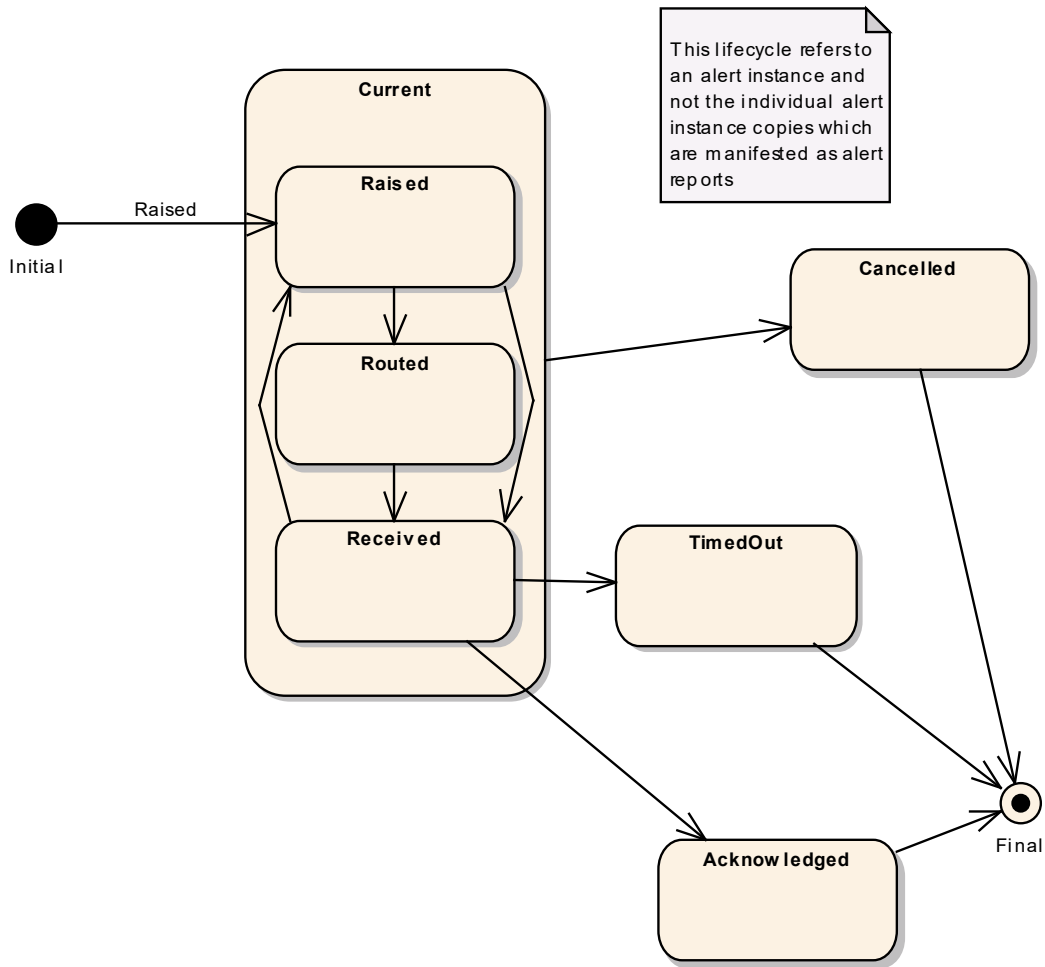 This lifecycle refers to
an alert instance and
not the individual alert
instance copies which
are manifested as alert
reports
Current
Raised
Raised
Initial
Cancelled
Routed
Received
TimedOut
Acknowledged
Final